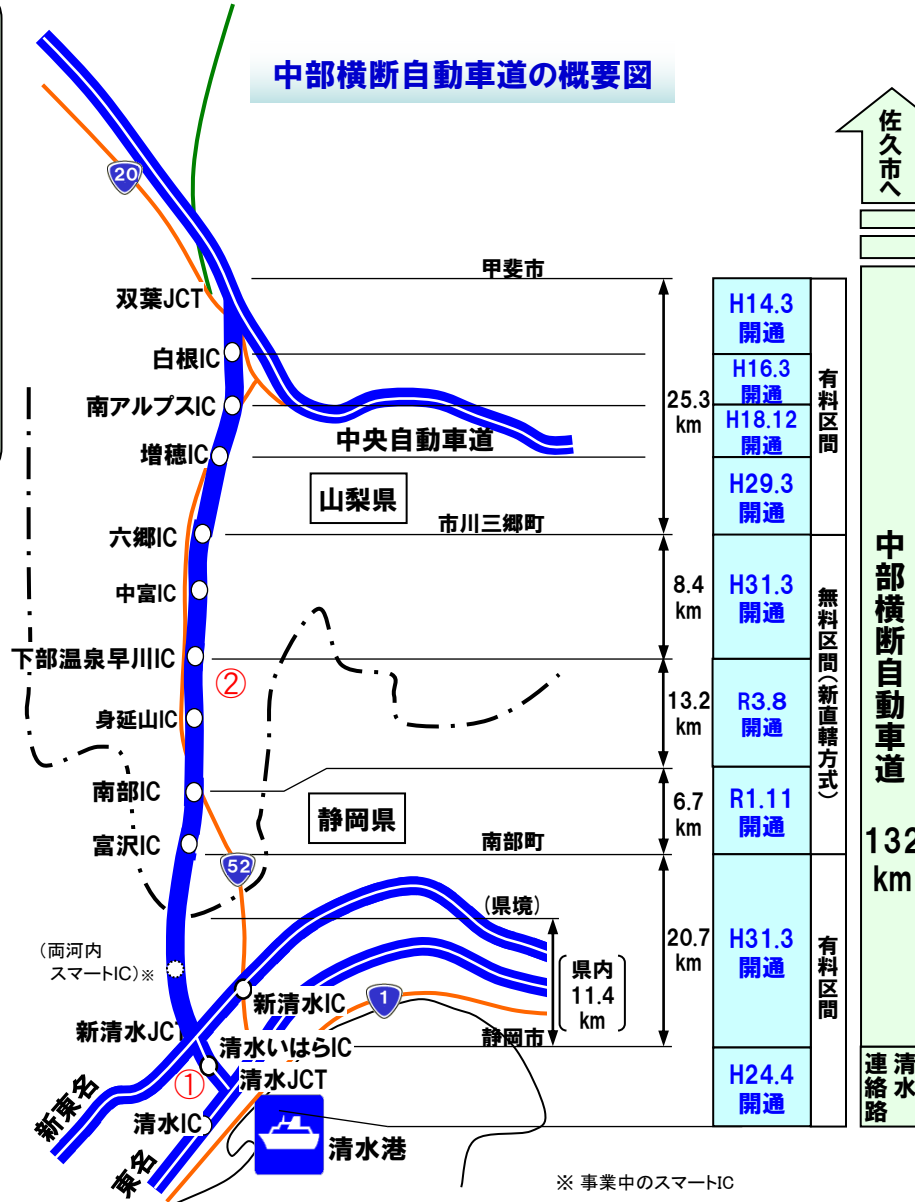 中部横断自動車道の概要図
佐久市へ
20
甲斐市
双葉JCT
H14.3
開通
白根IC
H16.3
開通
有料区間
25.3
km
南アルプスIC
H18.12
開通
中央自動車道
増穂IC
H29.3
開通
山梨県
市川三郷町
六郷IC
中部横断自動車道
132
km
中富IC
8.4
km
H31.3
開通
無料区間(新直轄方式)
下部温泉早川IC
②
13.2
km
R3.8
開通
身延山IC
南部IC
6.7
km
R1.11
開通
静岡県
富沢IC
南部町
52
(県境)
20.7
km
H31.3
開通
有料区間
(両河内
スマートIC)※
県内
11.4
km
新清水IC
1
新清水JCT
静岡市
清水いはらIC
①
清水JCT
H24.4
開通
清水
連絡路
新東名
清水IC
清水港
東名
※ 事業中のスマートIC